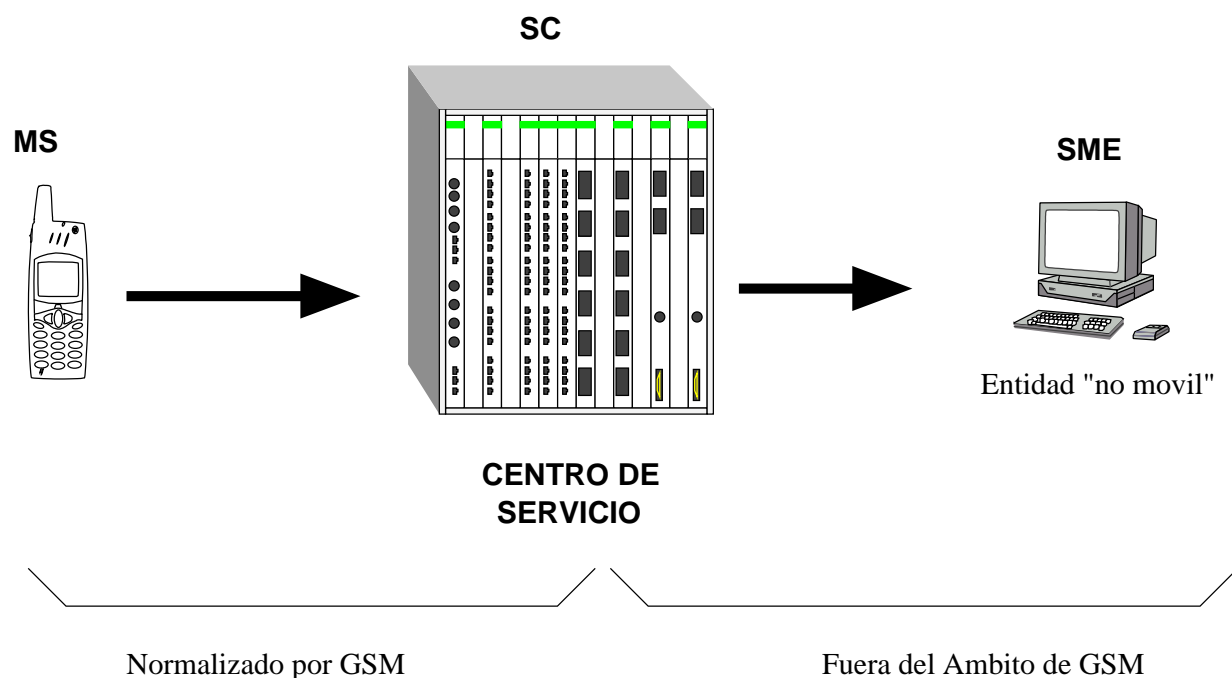 SC
MS
SME
Entidad "no movil"
CENTRO DE
SERVICIO
Normalizado por GSM
Fuera del Ambito de GSM